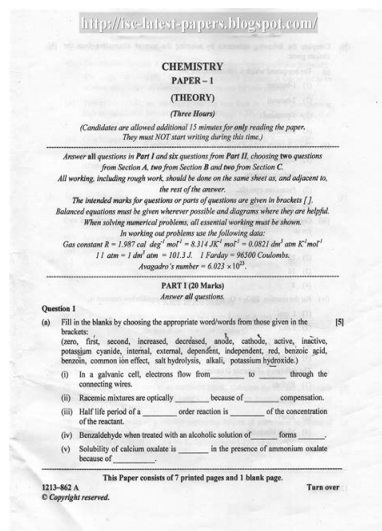 http://isc-latest-papers.blogspot.com/
CHEMISTRY
PAPER – 1
(THEORY)
(Three Hours)
(Candidates are allowed additional 15 minutes for only reading the paper.
They must NOT start writing during this time.)
Answer all questions in Part I and six questions from Part II, choosing two questions
from Section A, two from Section B and two from Section C.
All working, including rough work, should be done on the same sheet as, and adjacent to,
the rest of the answer.
The intended marks for questions or parts of questions are given in brackets [ ].
Balanced equations must be given wherever possible and diagrams where they are helpful.
When solving numerical problems, all essential working must be shown.
In working out problems use the following data:
Gas constant R = 1.987 cal deg⁻¹ mol⁻¹ = 8.314 JK⁻¹ mol⁻¹ = 0.0821 dm³ atm K⁻¹mol⁻¹
1 l atm = 1 dm³ atm = 101.3 J. 1 Farday = 96500 Coulombs.
Avagadro's number = 6.023 × 10²³.
PART I (20 Marks)
Answer all questions.
Question 1
(a) Fill in the blanks by choosing the appropriate word/words from those given in the [5]
brackets:
(zero, first, second, increased, decreased, anode, cathode, active, inactive,
potassium cyanide, internal, external, dependent, independent, red, benzoic acid,
benzoin, common ion effect, salt hydrolysis, alkali, potassium hydroxide.)
(i) In a galvanic cell, electrons flow from________ to ________ through the
connecting wires.
(ii) Racemic mixtures are optically ________ because of ________ compensation.
(iii) Half life period of a ________ order reaction is ________ of the concentration
of the reactant.
(iv) Benzaldehyde when treated with an alcoholic solution of______ forms ______.
(v) Solubility of calcium oxalate is _______ in the presence of ammonium oxalate
because of _________.
This Paper consists of 7 printed pages and 1 blank page.
1213–862 A Turn over
© Copyright reserved.